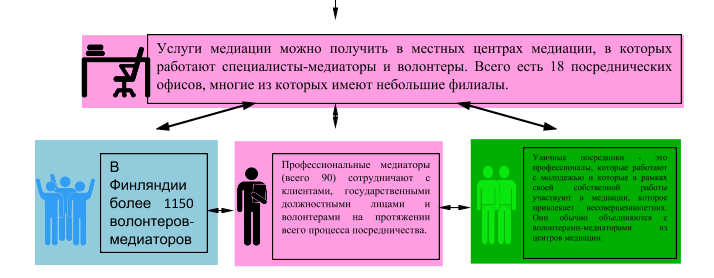 Услуги медиации можно получить в местных центрах медиации, в которых
работают специалисты-медиаторы и волонтеры. Всего есть 18 посреднических
офисов, многие из которых имеют небольшие филиалы.
В
Финляндии
более 1150
волонтеров-
медиаторов
Профессиональные медиаторы
(всего 90) сотрудничают с
клиентами, государственными
должностными лицами и
волонтерами на протяжении
всего процесса посредничества.
Уличные посредники - это
профессионалы, которые работают
с молодежью и которые в рамках
своей собственной работы
участвуют в медиации, которое
привлекает несовершеннолетних.
Они обычно объединяются с
волонтерами-медиаторами из
центров медиации.